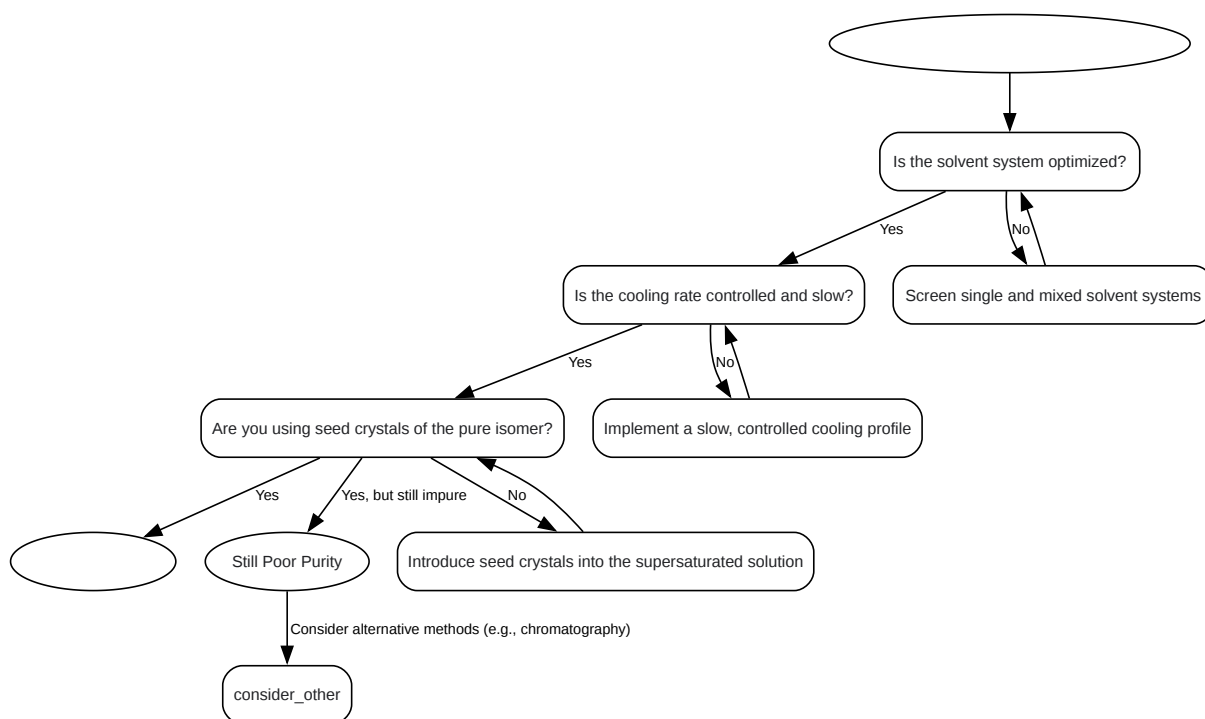 Is the solvent system optimized?
Yes
No
Is the cooling rate controlled and slow?
Screen single and mixed solvent systems
Yes
No
Are you using seed crystals of the pure isomer?
Implement a slow, controlled cooling profile
Yes
Yes, but still impure
No
Still Poor Purity
Introduce seed crystals into the supersaturated solution
Consider alternative methods (e.g., chromatography)
consider_other